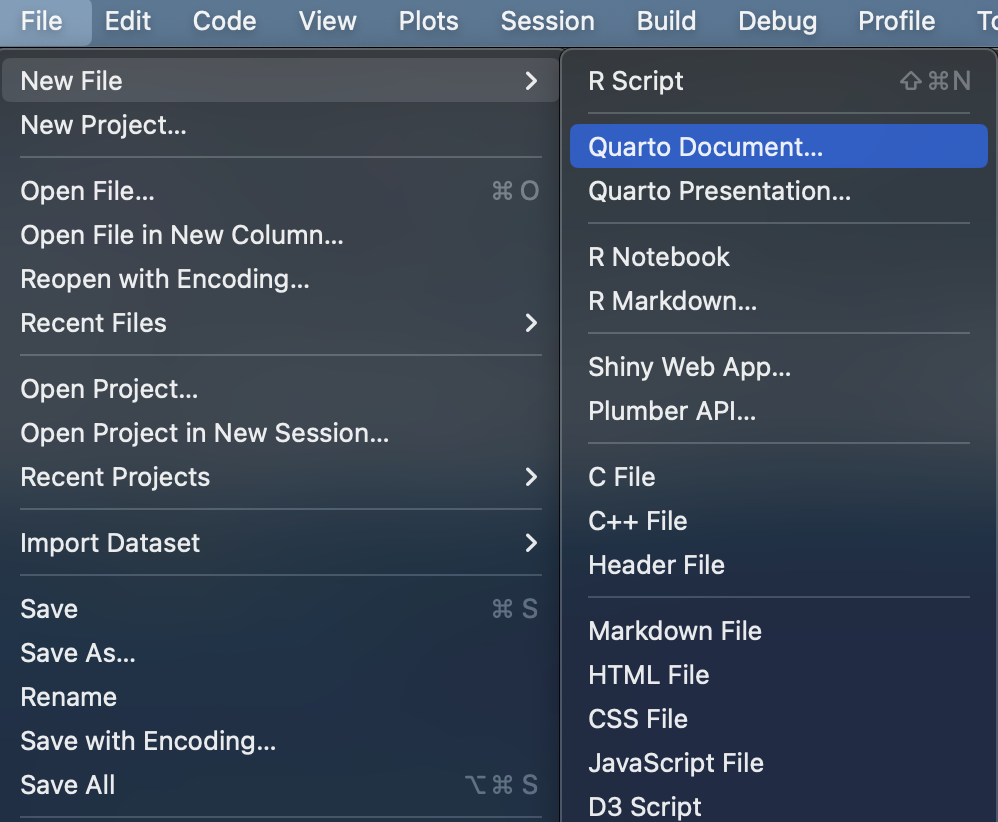 File Edit Code View Plots Session Build Debug Profile
New File
New Project...
Open File... ⌘ O
Open File in New Column...
Reopen with Encoding...
Recent Files
Open Project...
Open Project in New Session...
Recent Projects
Import Dataset
Save ⌘ S
Save As...
Rename
Save with Encoding...
Save All ⌥⌘ S
R Script ⇧⌘N
Quarto Document...
Quarto Presentation...
R Notebook
R Markdown...
Shiny Web App...
Plumber API...
C File
C++ File
Header File
Markdown File
HTML File
CSS File
JavaScript File
D3 Script